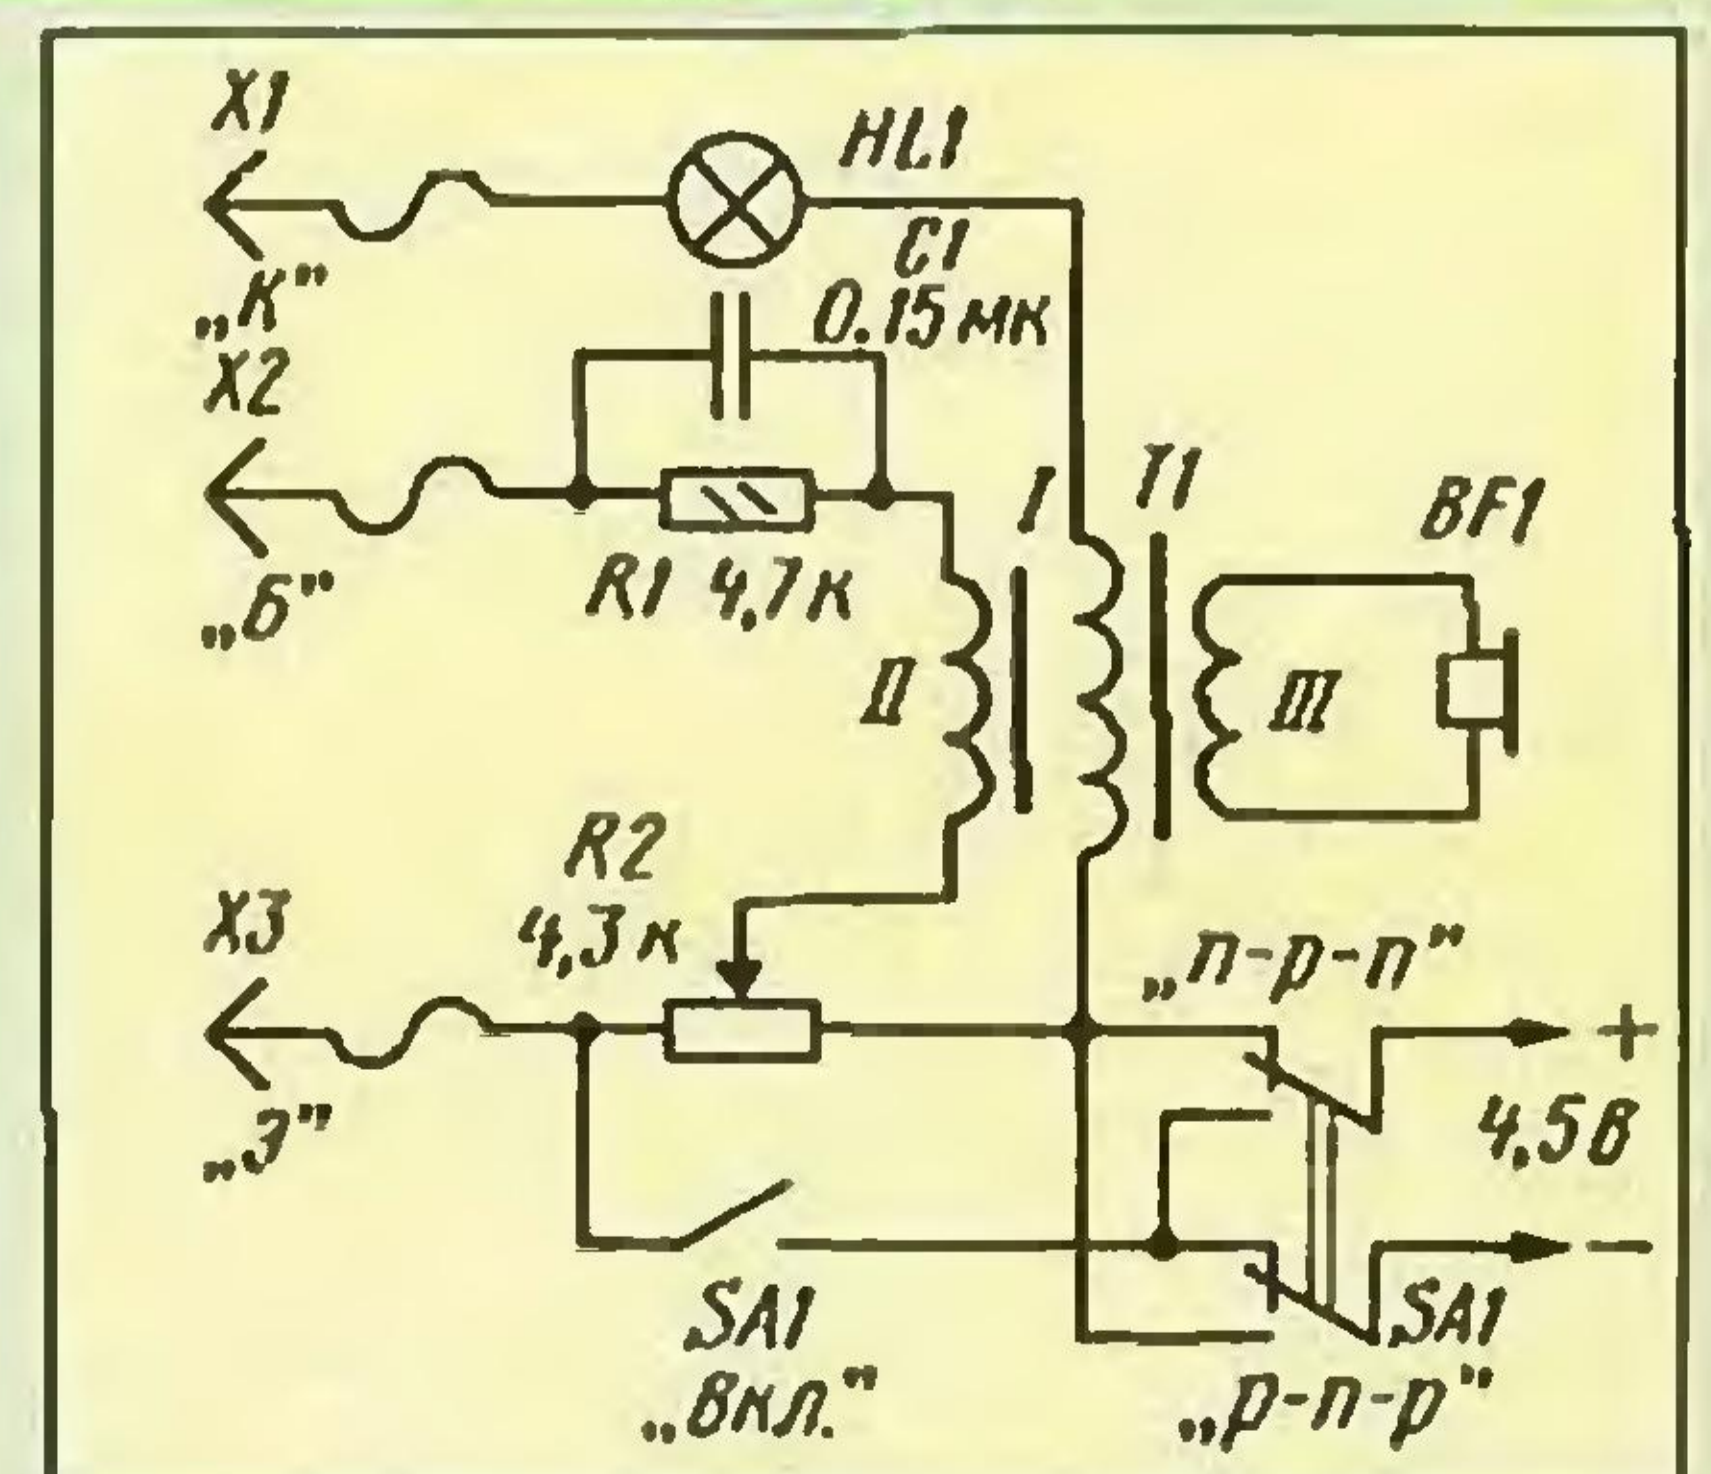 X1
HL1
C1
0.15 мк
„К"
X2
I
T1
BF1
R1 4,7 к
„Б"
II
III
R2
4,3 к
X3
„n-p-n"
+
4,5В
„Э"
−
SA1
SA1
„Вкл."
„p-n-p"